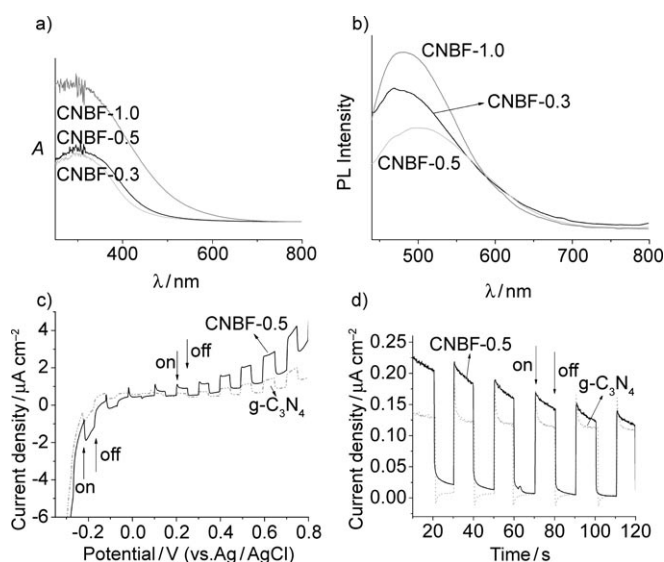 a)
CNBF-1.0
CNBF-0.5
CNBF-0.3
A
400 600 800
λ / nm
b)
CNBF-1.0
CNBF-0.3
CNBF-0.5
PL Intensity
500 600 700 800
λ / nm
c)
4
2
0
-2
-4
-6
Current density / µA cm⁻²
CNBF-0.5
on
off
g-C₃N₄
off
on
-0.2 0.0 0.2 0.4 0.6 0.8
Potential / V (vs.Ag / AgCl)
d)
0.25
0.20
0.15
0.10
0.05
0.00
Current density / µA cm⁻²
CNBF-0.5
on
off
g-C₃N₄
20 40 60 80 100 120
Time / s